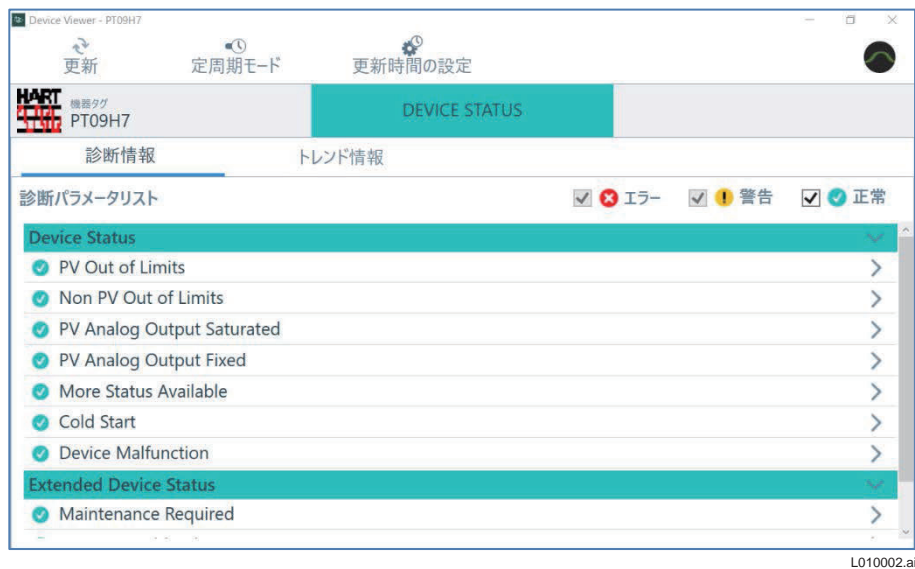 Device Viewer - PT09H7
更新
定周期モード
更新時間の設定
HART
機器タグ
PT09H7
DEVICE STATUS
診断情報
トレンド情報
診断パラメータリスト
エラー
警告
正常
Device Status
PV Out of Limits
Non PV Out of Limits
PV Analog Output Saturated
PV Analog Output Fixed
More Status Available
Cold Start
Device Malfunction
Extended Device Status
Maintenance Required
L010002.ai